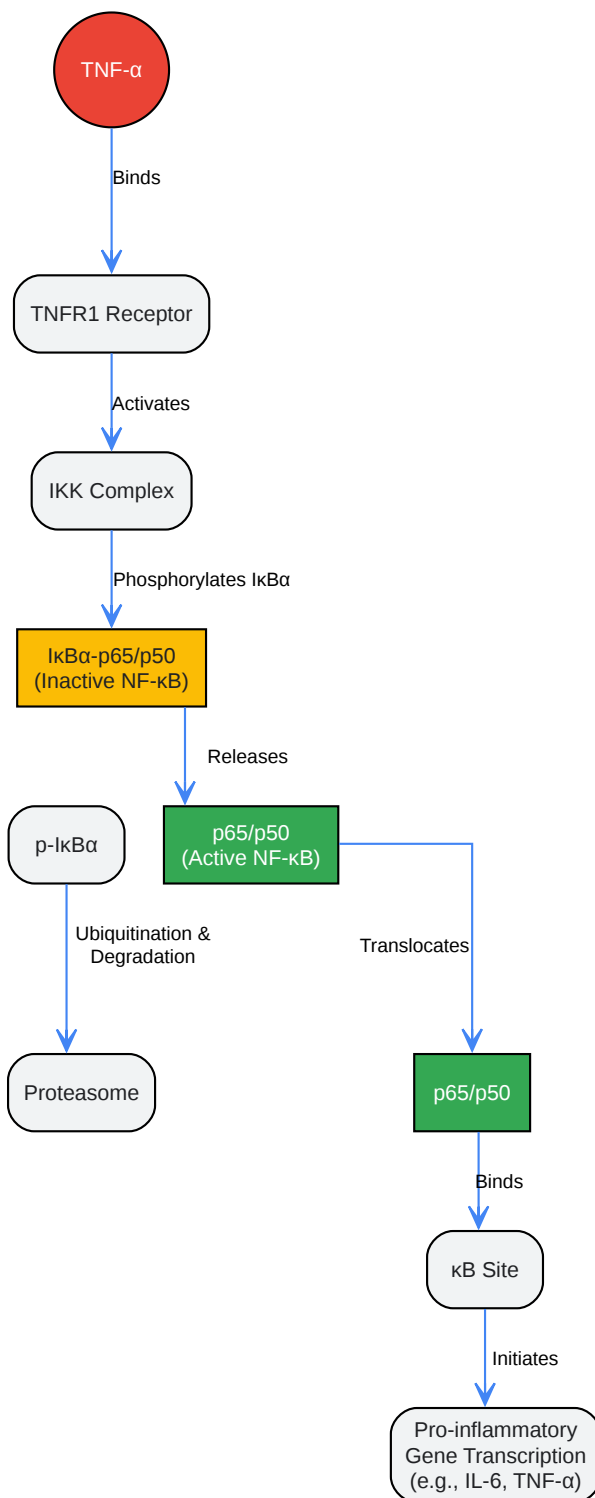 TNF-α
Binds
TNFR1 Receptor
Activates
IKK Complex
Phosphorylates IκBα
IκBα-p65/p50
(Inactive NF-κB)
Releases
p-IκBα
p65/p50
(Active NF-κB)
Ubiquitination &
Degradation
Translocates
Proteasome
p65/p50
Binds
κB Site
Initiates
Pro-inflammatory
Gene Transcription
(e.g., IL-6, TNF-α)